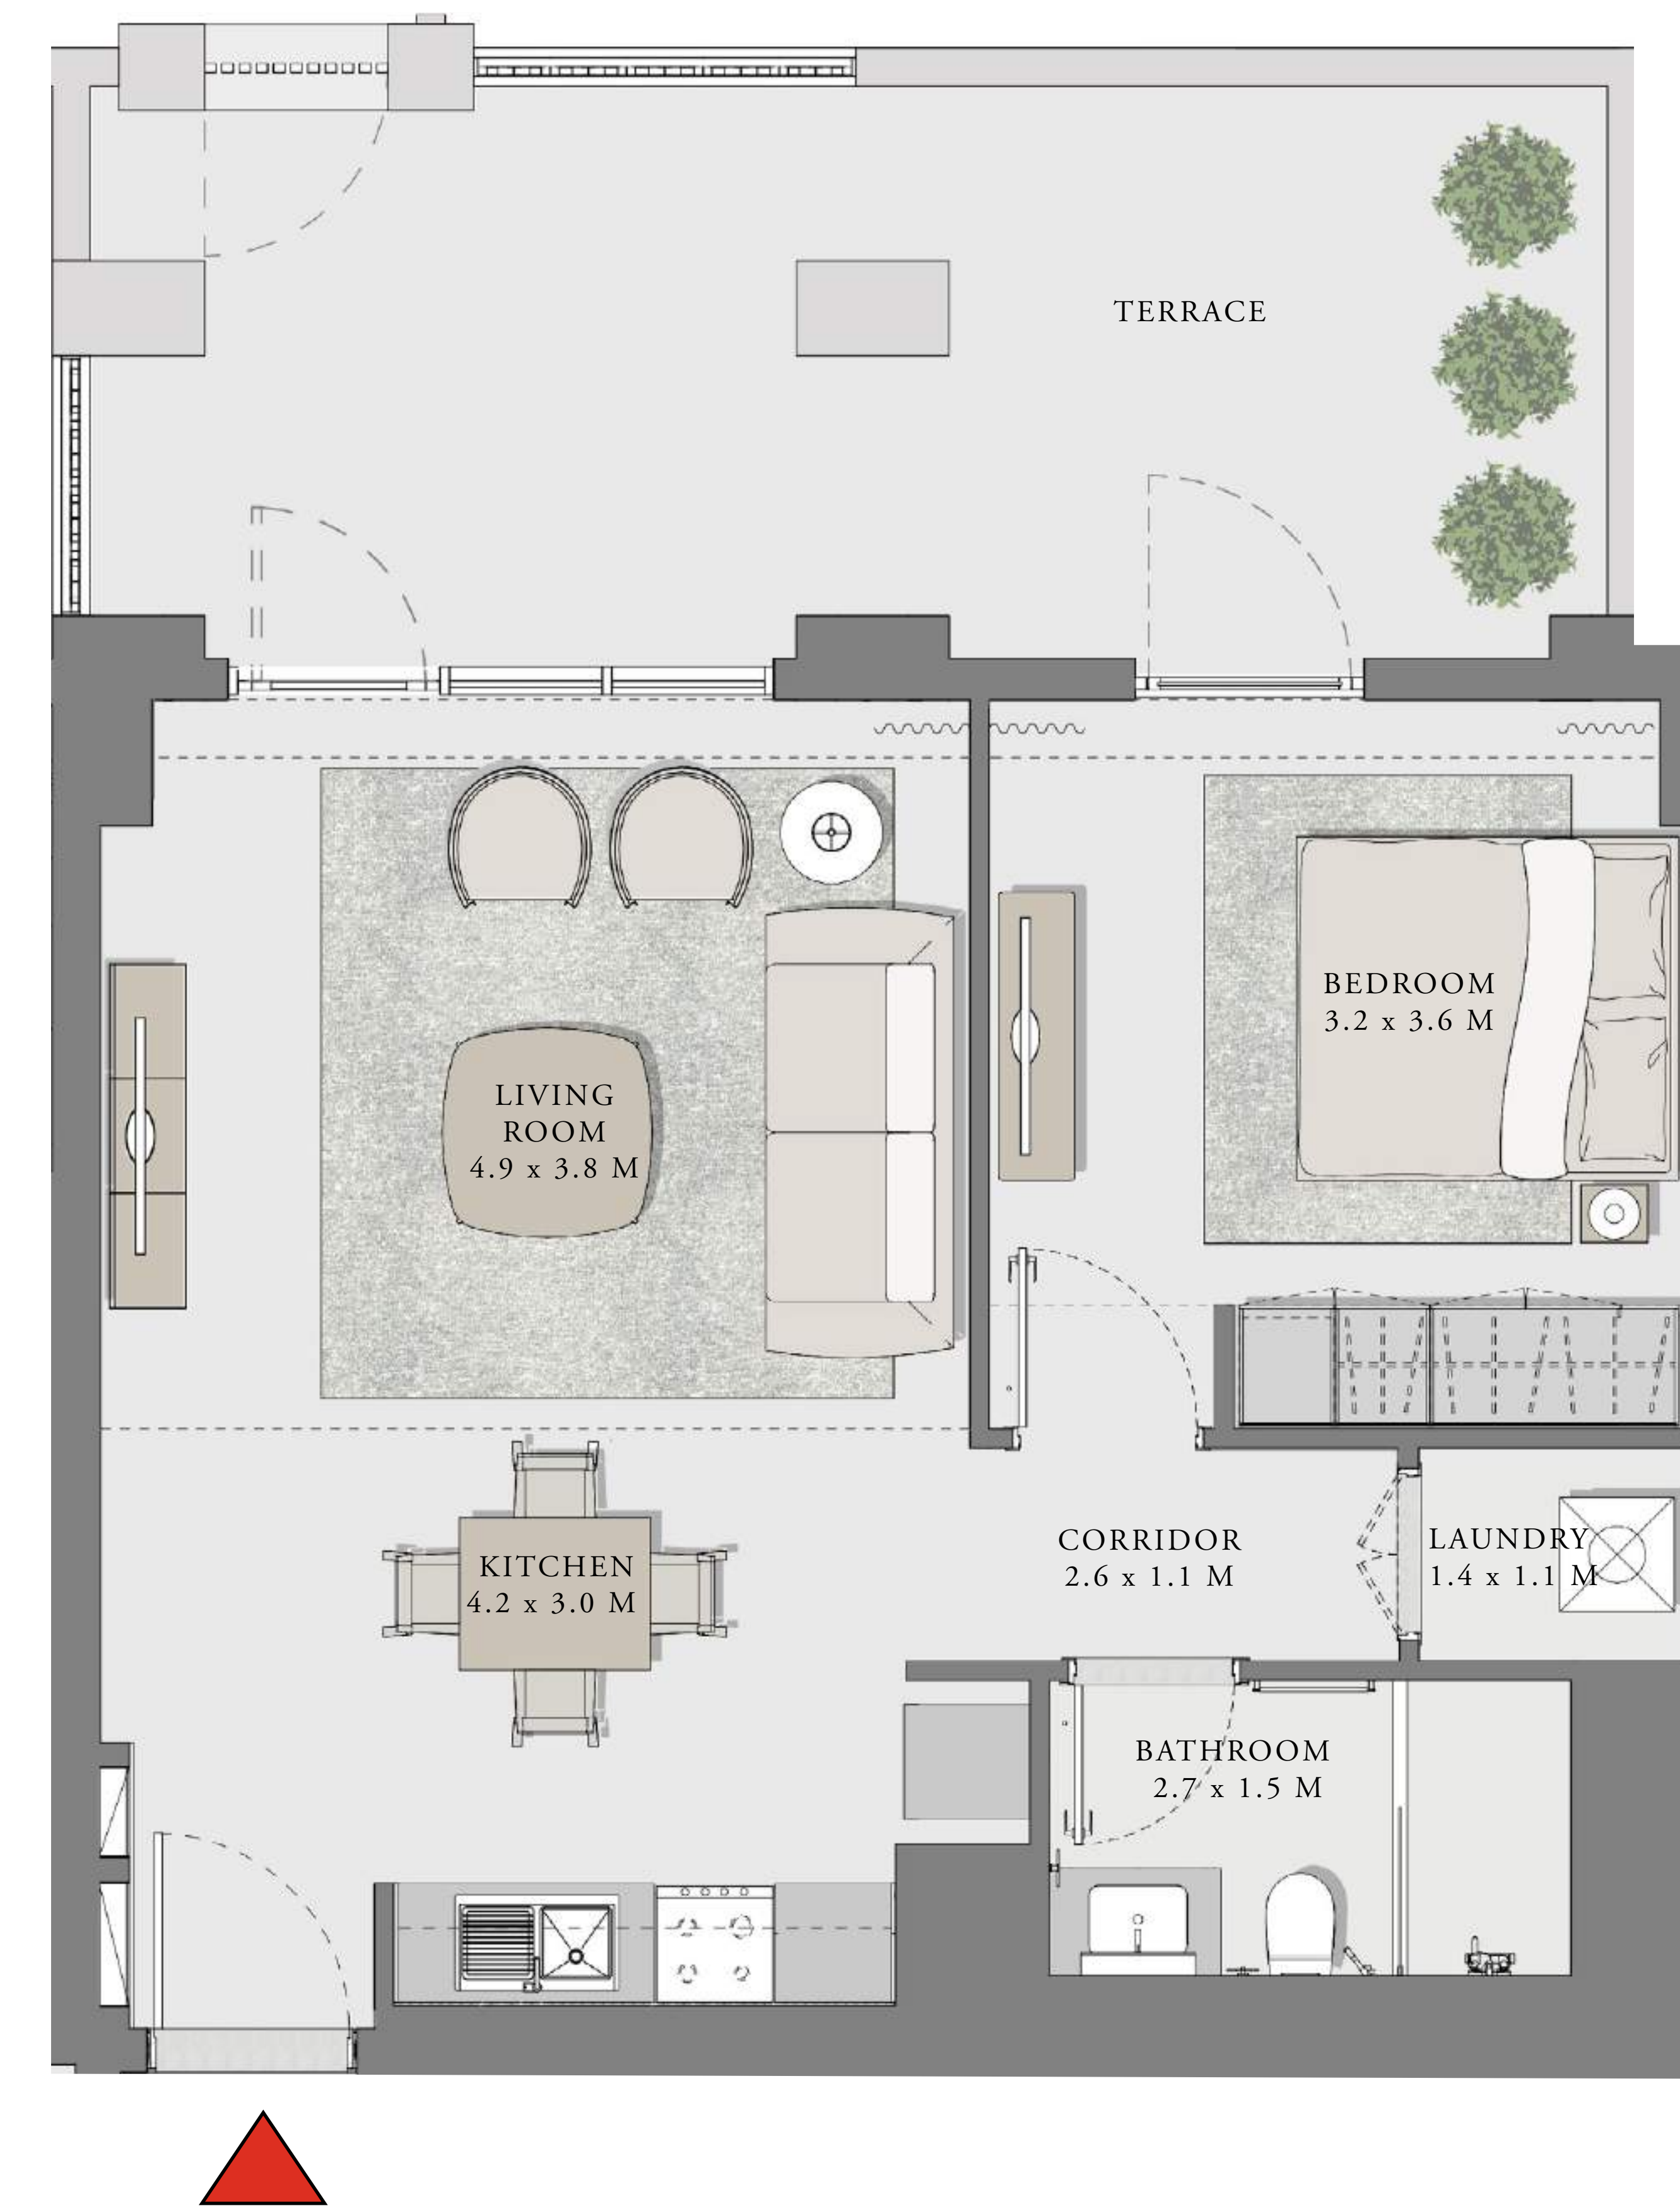 TERRACE
BEDROOM
3.2 x 3.6 M
LIVING
ROOM
4.9 x 3.8 M
CORRIDOR
2.6 x 1.1 M
LAUNDRY
1.4 x 1.1 M
KITCHEN
4.2 x 3.0 M
BATHROOM
2.7 x 1.5 M